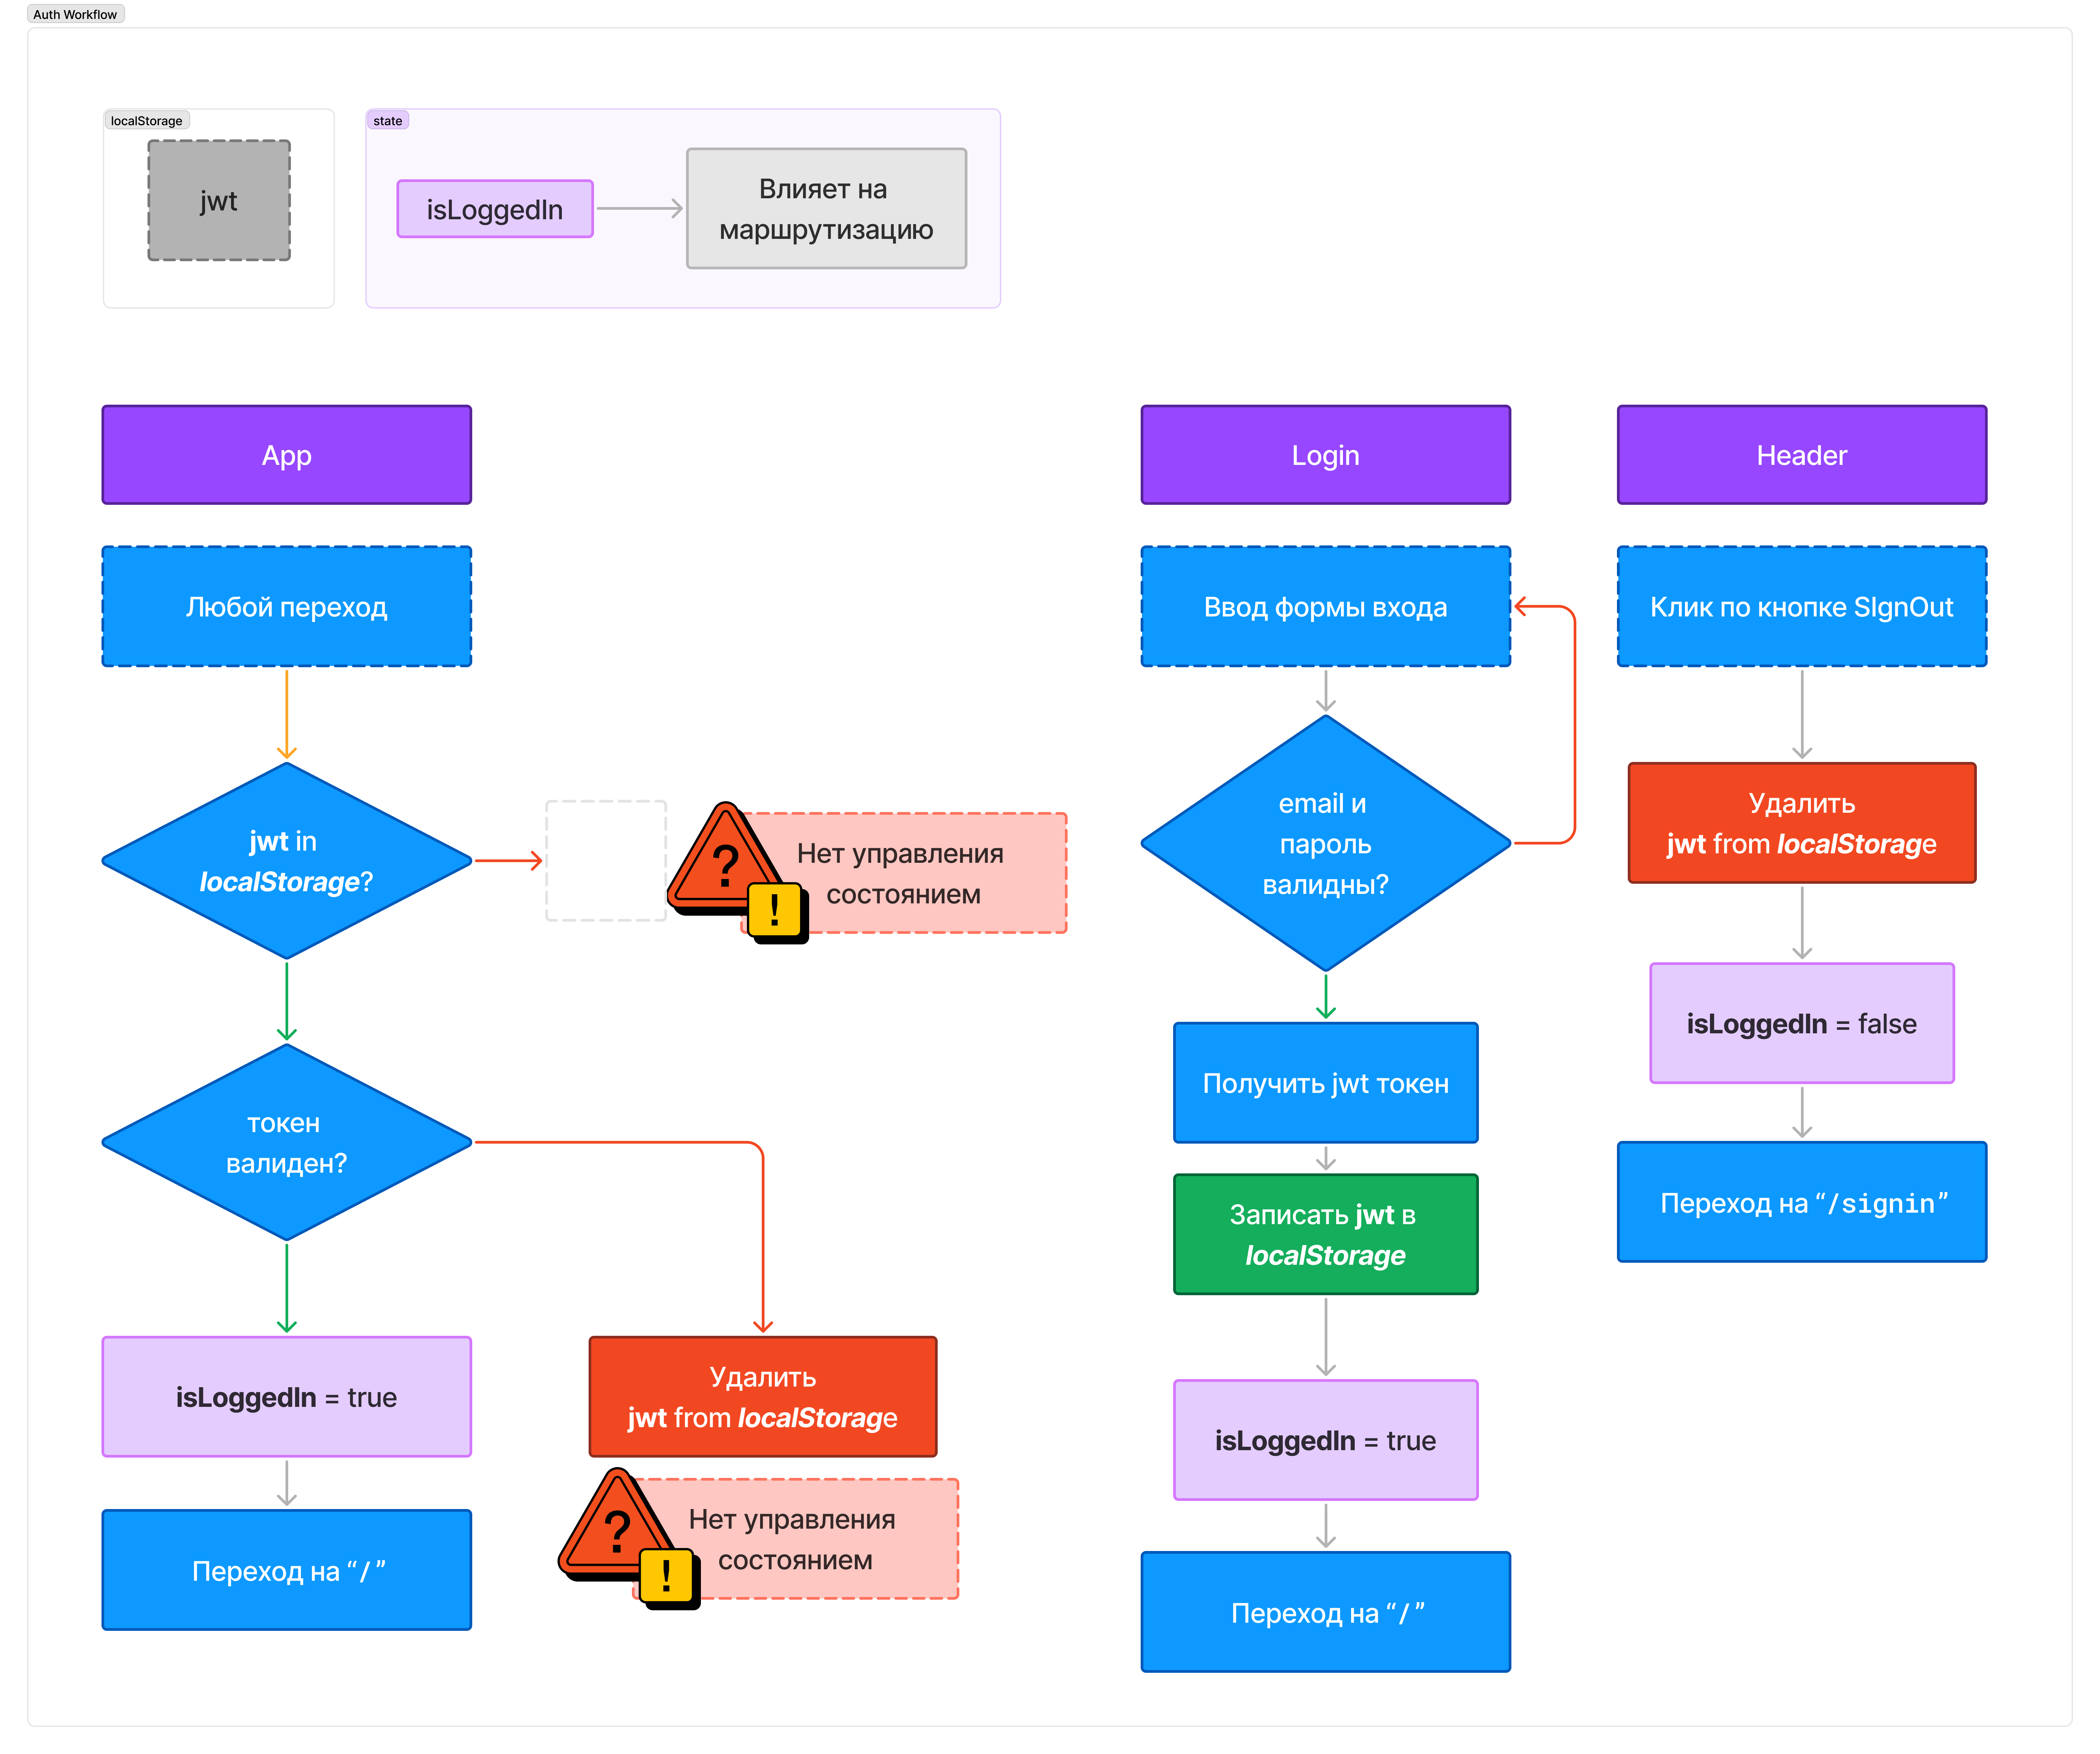 Auth Workflow
localStorage
jwt
state
isLoggedIn
Влияет на
маршрутизацию
App
Любой переход
jwt in
localStorage?
?
!
Нет управления
состоянием
токен
валиден?
isLoggedIn = true
Переход на “/”
Удалить
jwt from localStorage
?
!
Нет управления
состоянием
Login
Ввод формы входа
email и
пароль
валидны?
Получить jwt токен
Записать jwt в
localStorage
isLoggedIn = true
Переход на “/”
Header
Клик по кнопке SIgnOut
Удалить
jwt from localStorage
isLoggedIn = false
Переход на “/signin”